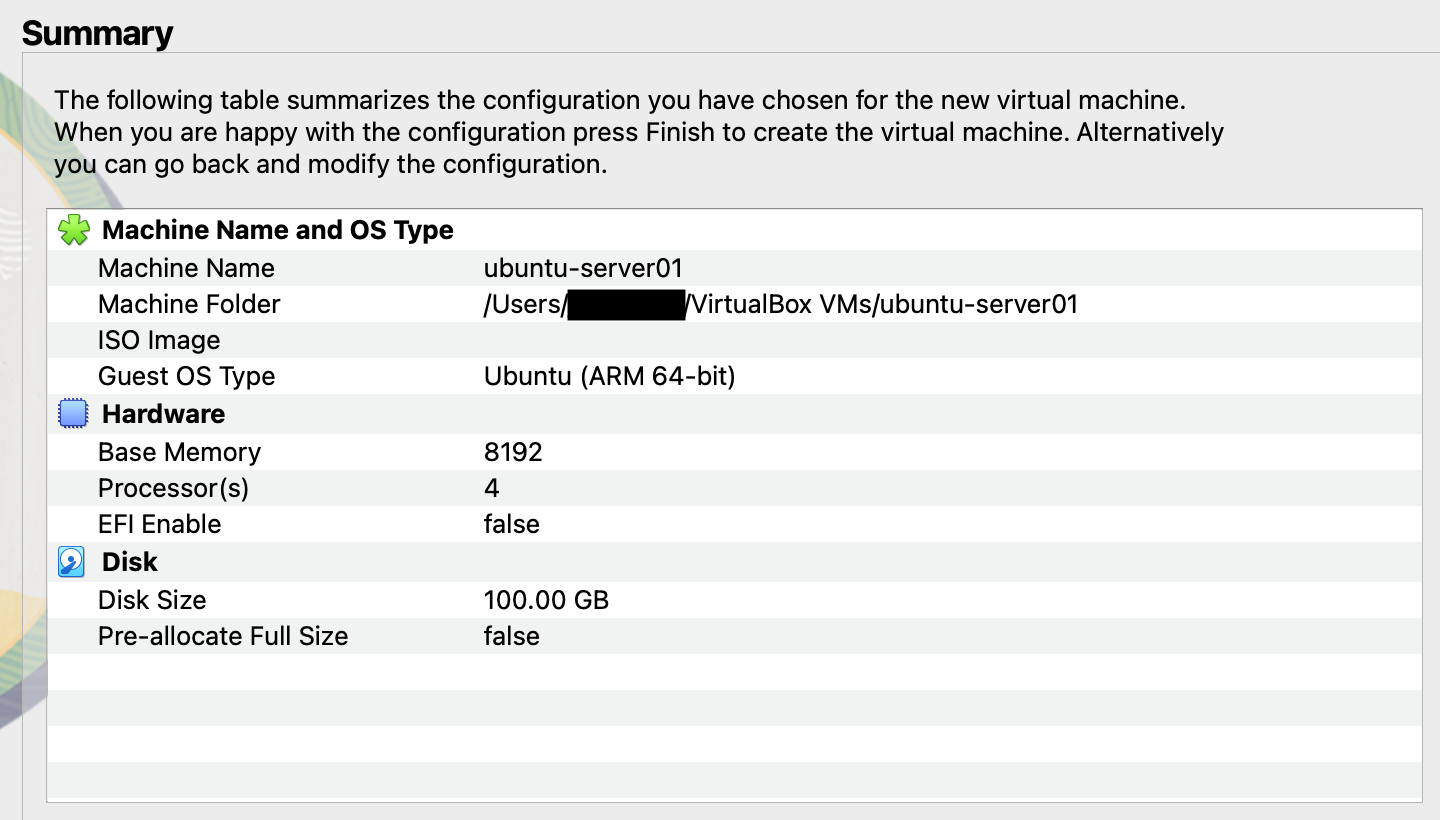 Summary
The following table summarizes the configuration you have chosen for the new virtual machine.
When you are happy with the configuration press Finish to create the virtual machine. Alternatively
you can go back and modify the configuration.
Machine Name and OS Type
Machine Name ubuntu-server01
Machine Folder /Users/ /VirtualBox VMs/ubuntu-server01
ISO Image
Guest OS Type Ubuntu (ARM 64-bit)
Hardware
Base Memory 8192
Processor(s) 4
EFI Enable false
Disk
Disk Size 100.00 GB
Pre-allocate Full Size false